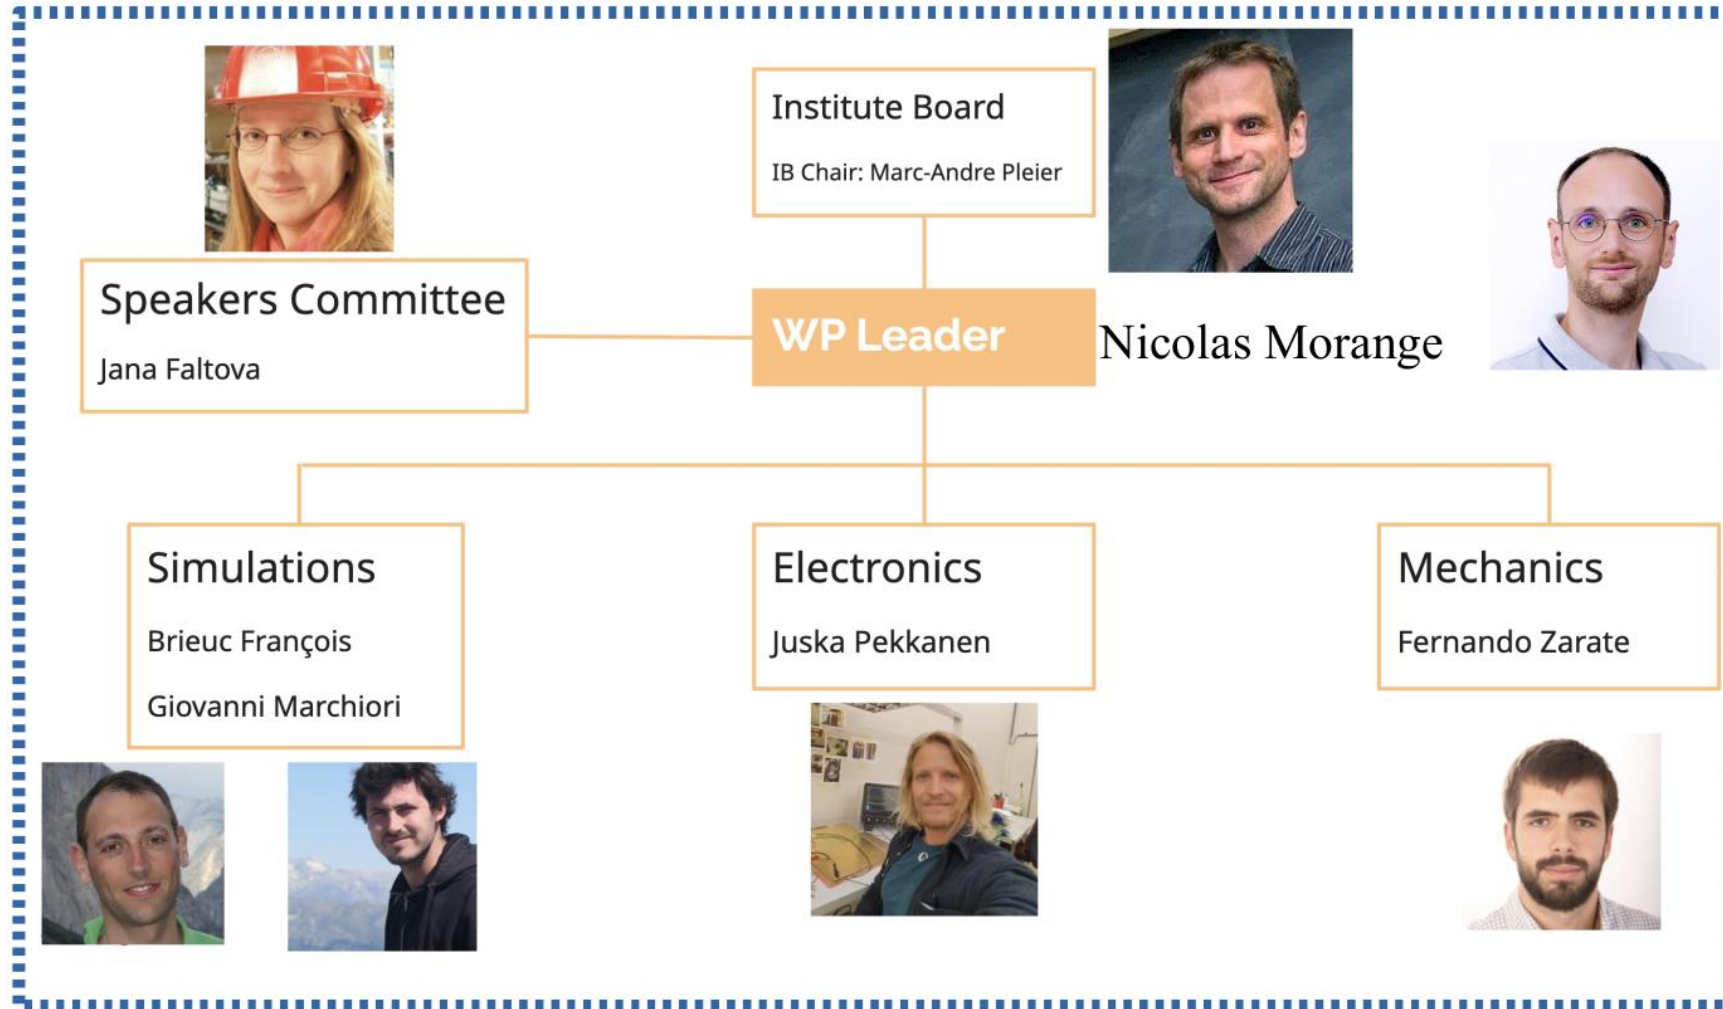 Institute Board
IB Chair: Marc-Andre Pleier
Speakers Committee
Jana Faltova
WP Leader
Nicolas Morange
Simulations
Brieuc François
Giovanni Marchiori
Electronics
Juska Pekkanen
Mechanics
Fernando Zarate